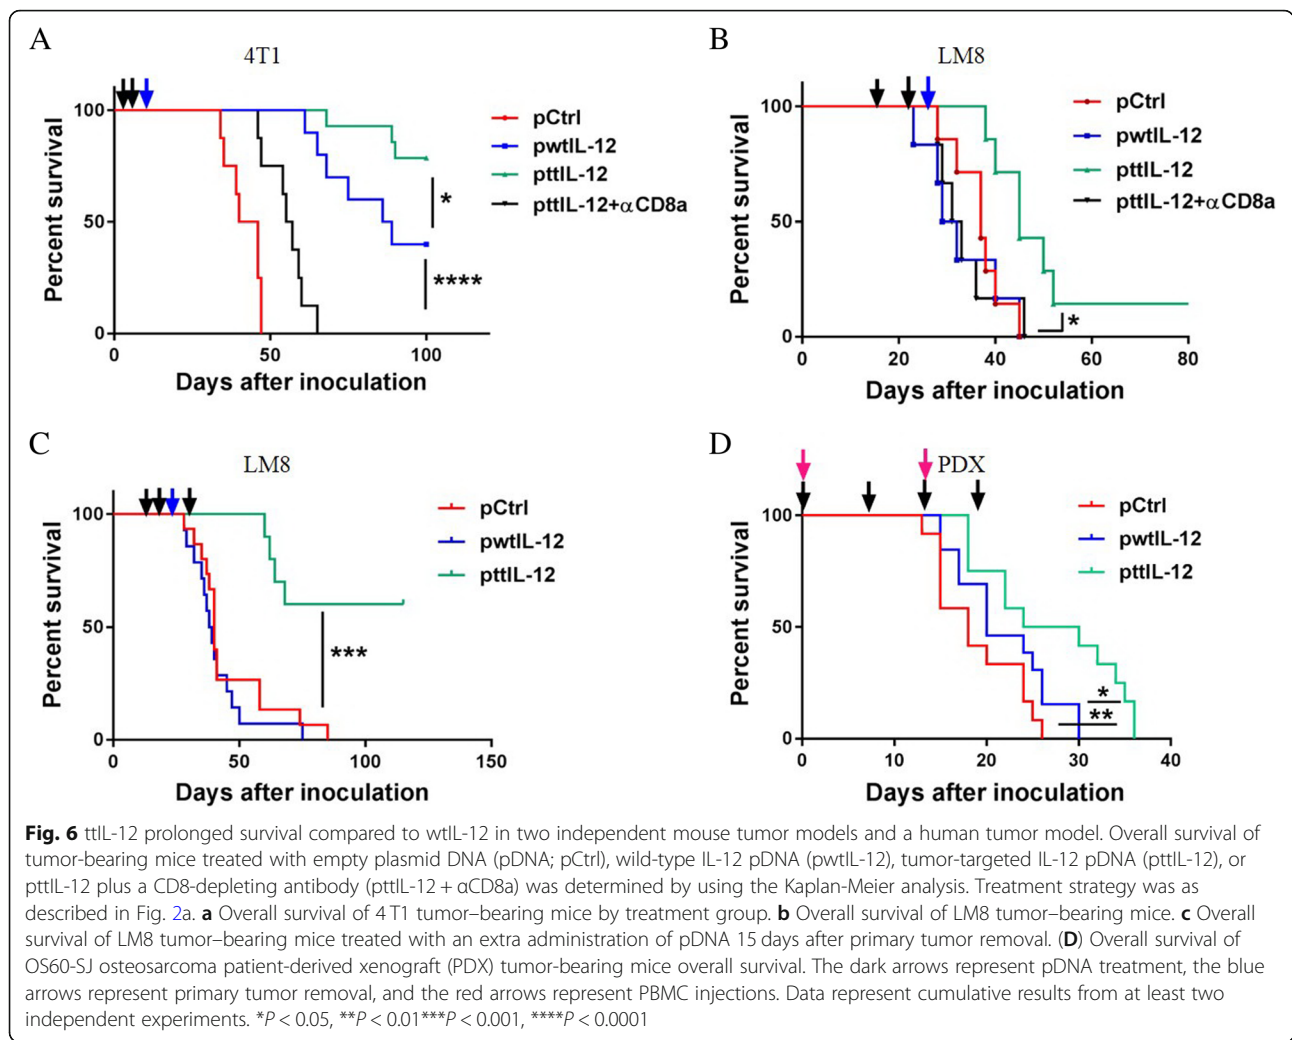 A
4T1
100
50
0
0
50
100
Percent survival
Days after inoculation
pCtrl
pwtIL-12
pttIL-12
pttIL-12+αCD8a
*
****
B
LM8
100
50
0
0
20
40
60
80
Percent survival
Days after inoculation
pCtrl
pwtIL-12
pttIL-12
pttIL-12+αCD8a
*
C
LM8
100
50
0
0
50
100
150
Percent survival
Days after inoculation
pCtrl
pwtIL-12
pttIL-12
***
D
PDX
100
50
0
0
10
20
30
40
Percent survival
Days after inoculation
pCtrl
pwtIL-12
pttIL-12
*
**
Fig. 6 ttIL-12 prolonged survival compared to wtIL-12 in two independent mouse tumor models and a human tumor model. Overall survival of
tumor-bearing mice treated with empty plasmid DNA (pDNA; pCtrl), wild-type IL-12 pDNA (pwtIL-12), tumor-targeted IL-12 pDNA (pttIL-12), or
pttIL-12 plus a CD8-depleting antibody (pttIL-12 + αCD8a) was determined by using the Kaplan-Meier analysis. Treatment strategy was as
described in Fig. 2a. a Overall survival of 4 T1 tumor–bearing mice by treatment group. b Overall survival of LM8 tumor–bearing mice. c Overall
survival of LM8 tumor–bearing mice treated with an extra administration of pDNA 15 days after primary tumor removal. (D) Overall survival of
OS60-SJ osteosarcoma patient-derived xenograft (PDX) tumor-bearing mice overall survival. The dark arrows represent pDNA treatment, the blue
arrows represent primary tumor removal, and the red arrows represent PBMC injections. Data represent cumulative results from at least two
independent experiments. *P < 0.05, **P < 0.01***P < 0.001, ****P < 0.0001